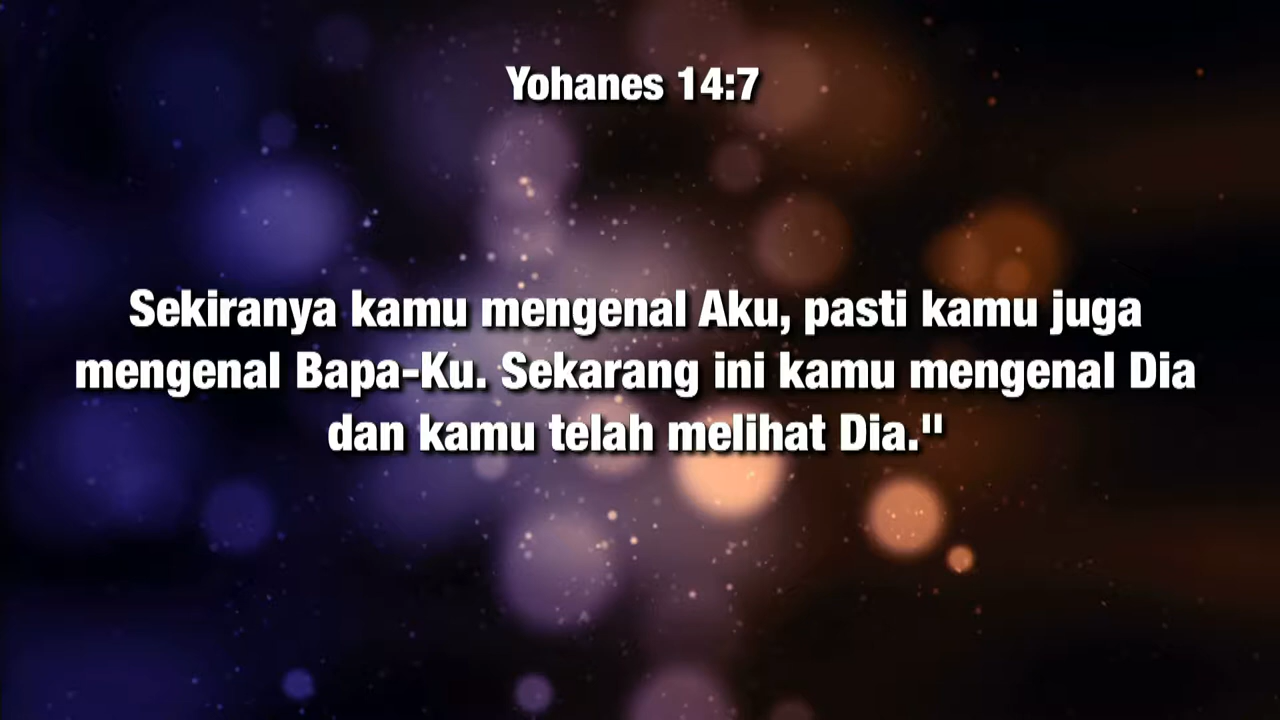 Yohanes 14:7
Sekiranya kamu mengenal Aku, pasti kamu juga
mengenal Bapa-Ku. Sekarang ini kamu mengenal Dia
dan kamu telah melihat Dia."